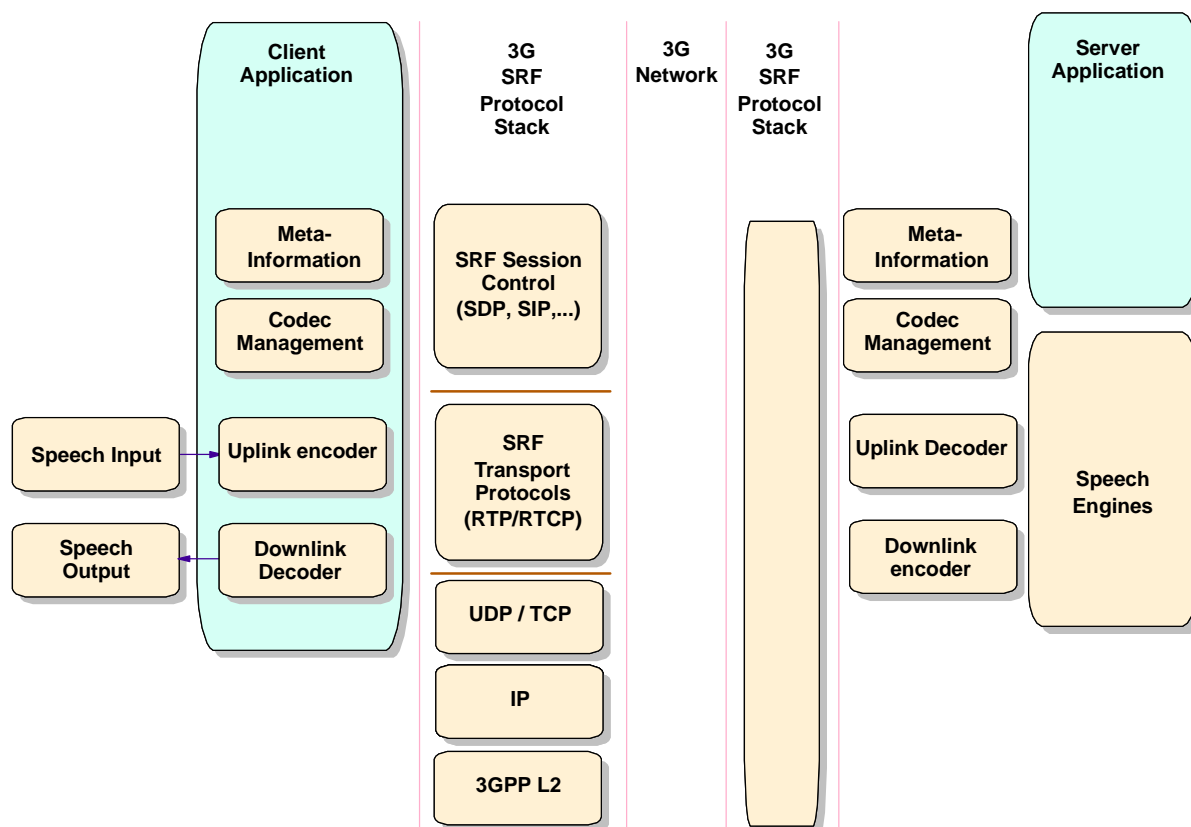 Client
Application
3G
SRF
Protocol
Stack
3G
Network
3G
SRF
Protocol
Stack
Server
Application
Meta-
Information
SRF Session
Control
(SDP, SIP,...)
Meta-
Information
Codec
Management
Codec
Management
Speech Input
Uplink encoder
SRF
Transport
Protocols
(RTP/RTCP)
Uplink Decoder
Speech
Engines
Speech
Output
Downlink
Decoder
Downlink
encoder
UDP / TCP
IP
3GPP L2